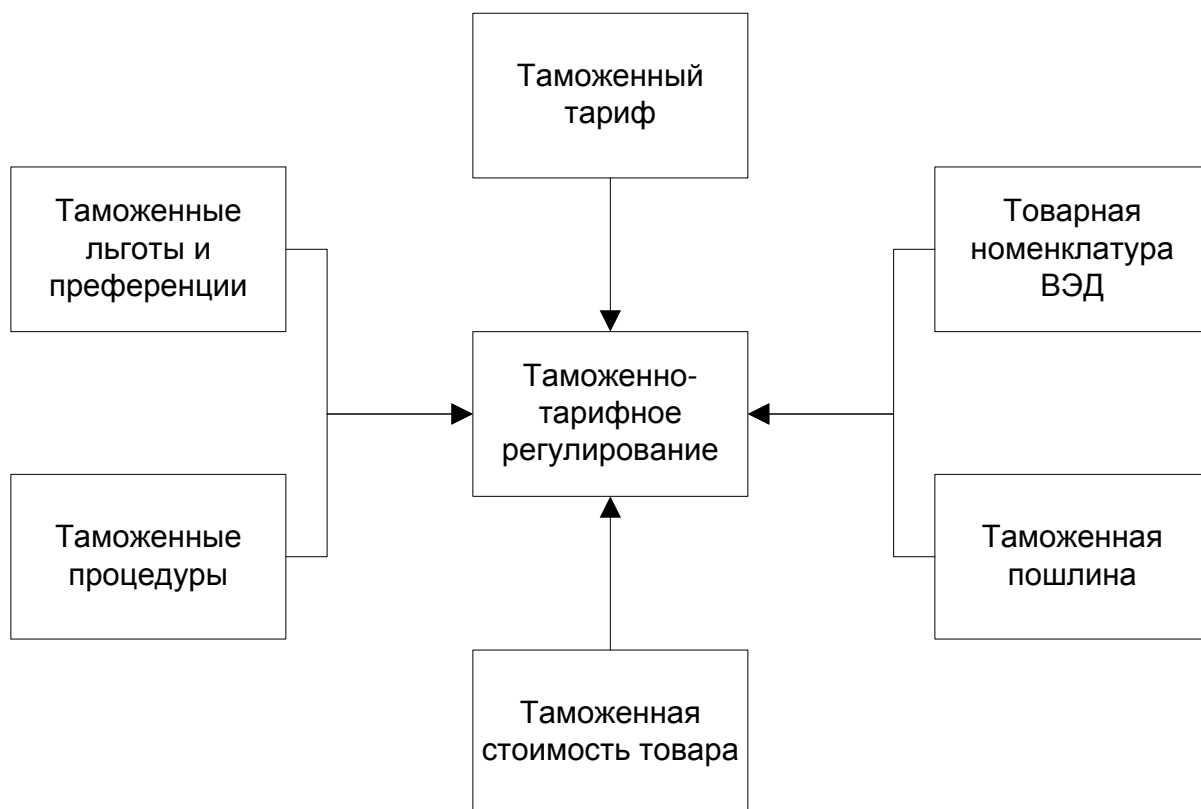 Таможенный
тариф
Таможенные
льготы и
преференции
Товарная
номенклатура
ВЭД
Таможенно-
тарифное
регулирование
Таможенные
процедуры
Таможенная
пошлина
Таможенная
стоимость товара